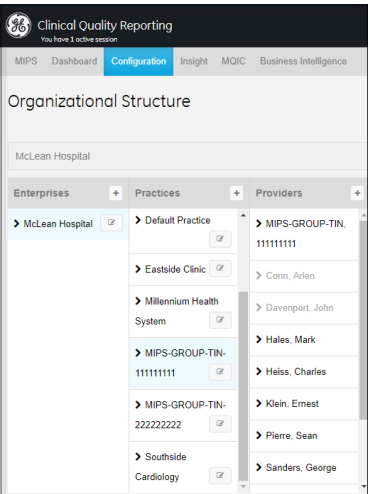 Clinical Quality Reporting
You have 1 active session
MIPS Dashboard Configuration Insight MQIC Business Intelligence
Organizational Structure
McLean Hospital
Enterprises + Practices + Providers +
McLean Hospital
Default Practice
Eastside Clinic
Millennium Health
System
MIPS-GROUP-TIN-
111111111
MIPS-GROUP-TIN-
222222222
Southside
Cardiology
MIPS-GROUP-TIN,
111111111
Conn, Arlen
Davenport, John
Hales, Mark
Heiss, Charles
Klein, Ernest
Pierre, Sean
Sanders, George